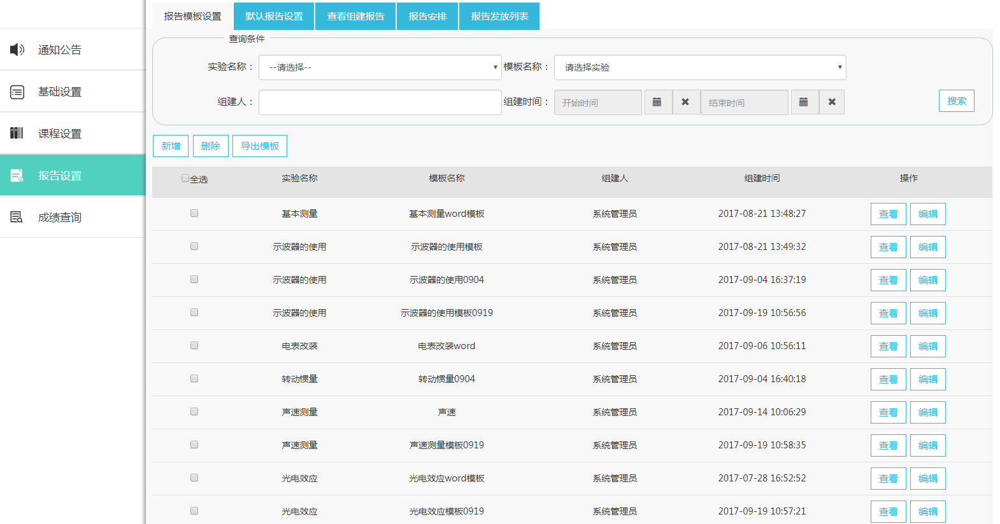 通知公告
基础设置
课程设置
报告设置
成绩查询
报告模板设置 默认报告设置 查看组建报告 报告安排 报告发放列表
查询条件
实验名称： --请选择-- 模板名称： 请选择实验
组建人： 组建时间： 开始时间 结束时间 搜索
新增 删除 导出模板
全选 实验名称 模板名称 组建人 组建时间 操作
基本测量 基本测量word模板 系统管理员 2017-08-21 13:48:27 查看 编辑
示波器的使用 示波器的使用模板 系统管理员 2017-08-21 13:49:32 查看 编辑
示波器的使用 示波器的使用0904 系统管理员 2017-09-04 16:37:19 查看 编辑
示波器的使用 示波器的使用模板0919 系统管理员 2017-09-19 10:56:56 查看 编辑
电表改装 电表改装word 系统管理员 2017-09-06 10:56:11 查看 编辑
转动惯量 转动惯量0904 系统管理员 2017-09-04 16:40:18 查看 编辑
声速测量 声速 系统管理员 2017-09-14 10:06:29 查看 编辑
声速测量 声速测量模板0919 系统管理员 2017-09-19 10:58:35 查看 编辑
光电效应 光电效应word模板 系统管理员 2017-07-28 16:52:52 查看 编辑
光电效应 光电效应模板0919 系统管理员 2017-09-19 10:57:21 查看 编辑